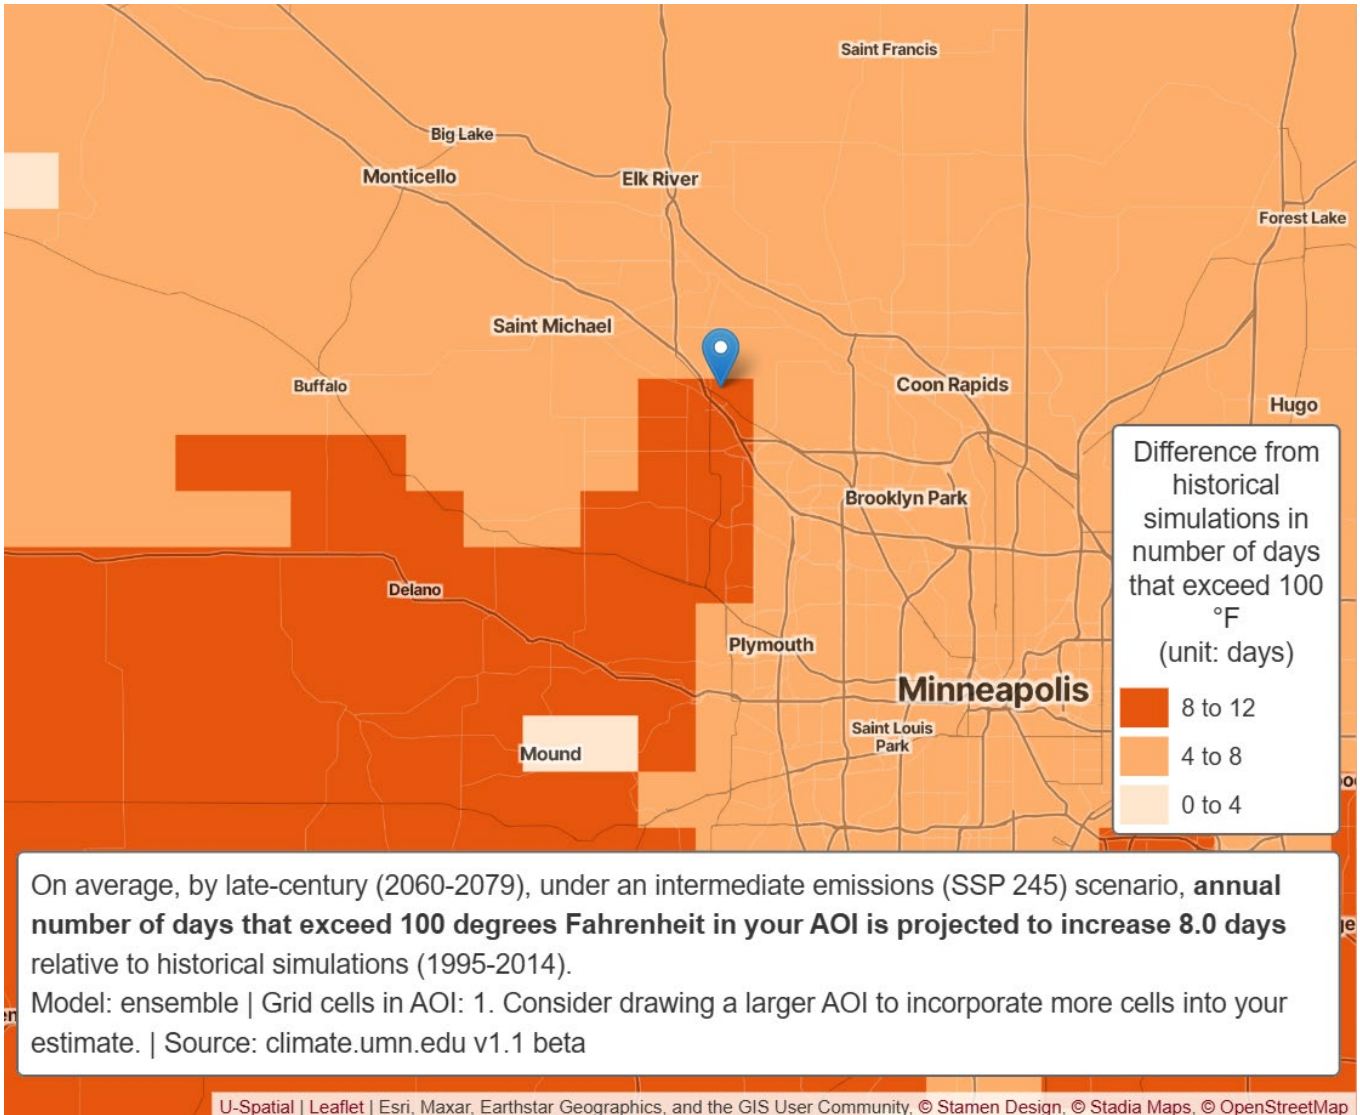 Saint Francis
Big Lake
Monticello
Elk River
Forest Lake
Saint Michael
Buffalo
Coon Rapids
Hugo
Difference from
historical
simulations in
number of days
that exceed 100
°F
(unit: days)
8 to 12
4 to 8
0 to 4
Brooklyn Park
Delano
Plymouth
Minneapolis
Saint Louis
Park
Mound
On average, by late-century (2060-2079), under an intermediate emissions (SSP 245) scenario, annual
number of days that exceed 100 degrees Fahrenheit in your AOI is projected to increase 8.0 days
relative to historical simulations (1995-2014).
Model: ensemble | Grid cells in AOI: 1. Consider drawing a larger AOI to incorporate more cells into your
estimate. | Source: climate.umn.edu v1.1 beta
U-Spatial | Leaflet | Esri, Maxar, Earthstar Geographics, and the GIS User Community, © Stamen Design, © Stadia Maps, © OpenStreetMap